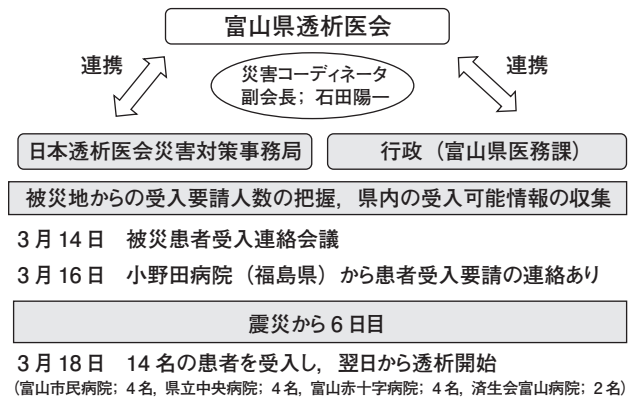 富山県透析医会
連携
災害コーディネータ
副会長；石田陽一
連携
日本透析医会災害対策事務局
行政（富山県医務課）
被災地からの受入要請人数の把握，県内の受入可能情報の収集
3月14日　被災患者受入連絡会議
3月16日　小野田病院（福島県）から患者受入要請の連絡あり
震災から6日目
3月18日　14名の患者を受入し，翌日から透析開始
（富山市民病院；4名，県立中央病院；4名，富山赤十字病院；4名，済生会富山病院；2名）